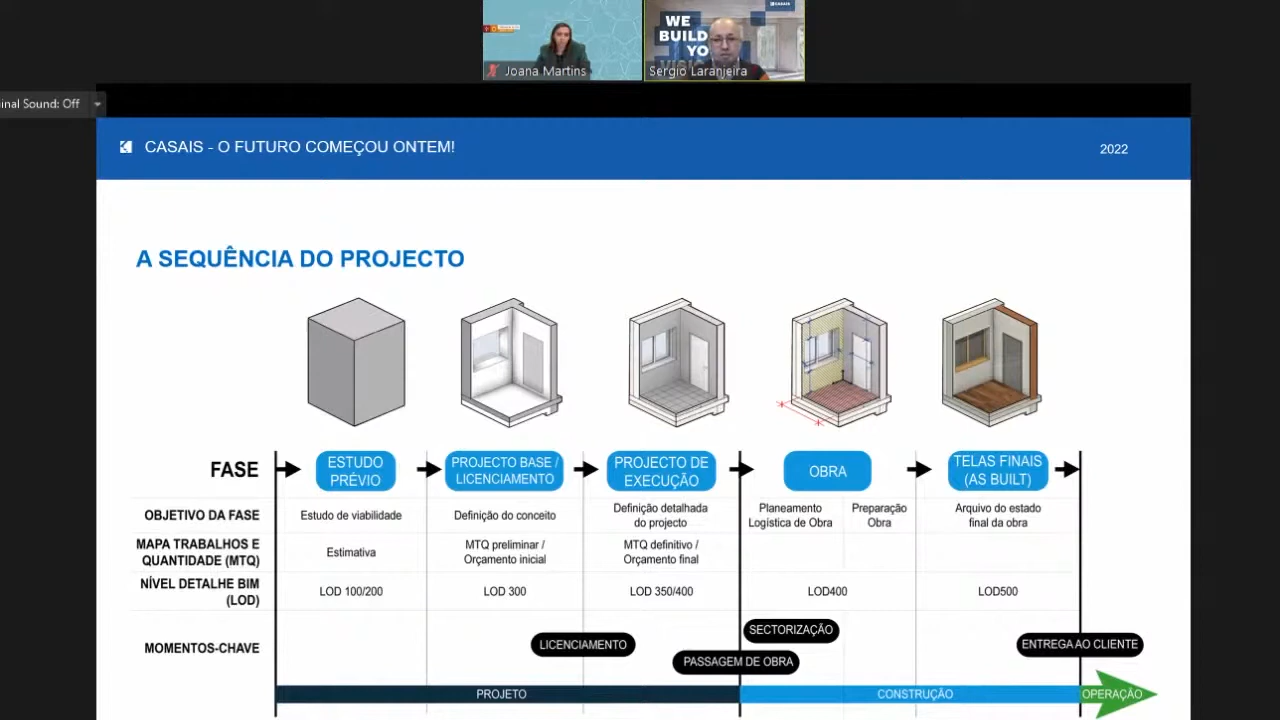 WE
BUILD
YO
CASAIS
Joana Martins
Sergio Laranjeira
inal Sound: Off
CASAIS - O FUTURO COMEÇOU ONTEM!
2022
A SEQUÊNCIA DO PROJECTO
FASE
ESTUDO
PRÉVIO
PROJECTO BASE /
LICENCIAMENTO
PROJECTO DE
EXECUÇÃO
OBRA
TELAS FINAIS
(AS BUILT)
OBJETIVO DA FASE
Estudo de viabilidade
Definição do conceito
Definição detalhada
do projecto
Planeamento
Logística de Obra
Preparação
Obra
Arquivo do estado
final da obra
MAPA TRABALHOS E
QUANTIDADE (MTQ)
Estimativa
MTQ preliminar /
Orçamento inicial
MTQ definitivo /
Orçamento final
NÍVEL DETALHE BIM
(LOD)
LOD 100/200
LOD 300
LOD 350/400
LOD400
LOD500
MOMENTOS-CHAVE
LICENCIAMENTO
SECTORIZAÇÃO
PASSAGEM DE OBRA
ENTREGA AO CLIENTE
PROJETO
CONSTRUÇÃO
OPERAÇÃO